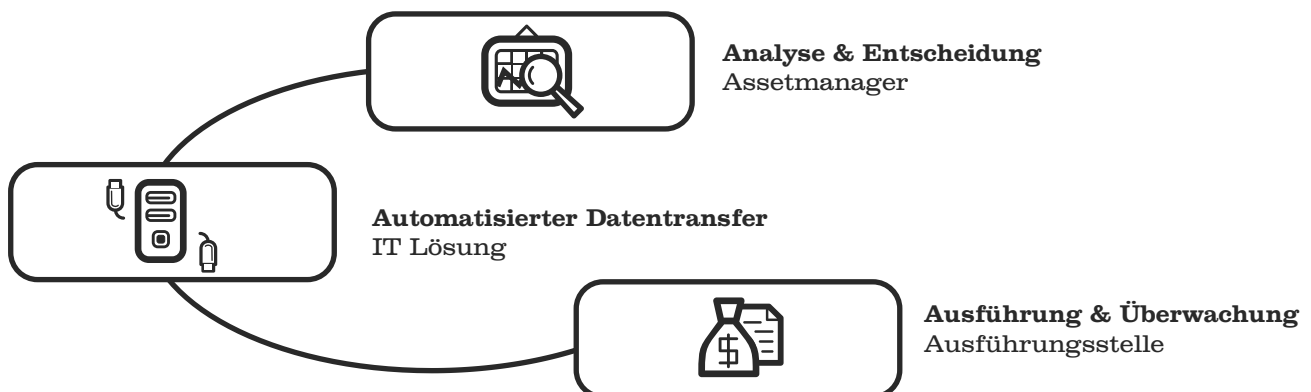 Analyse & Entscheidung
Assetmanager
Automatisierter Datentransfer
IT Lösung
Ausführung & Überwachung
Ausführungsstelle
$